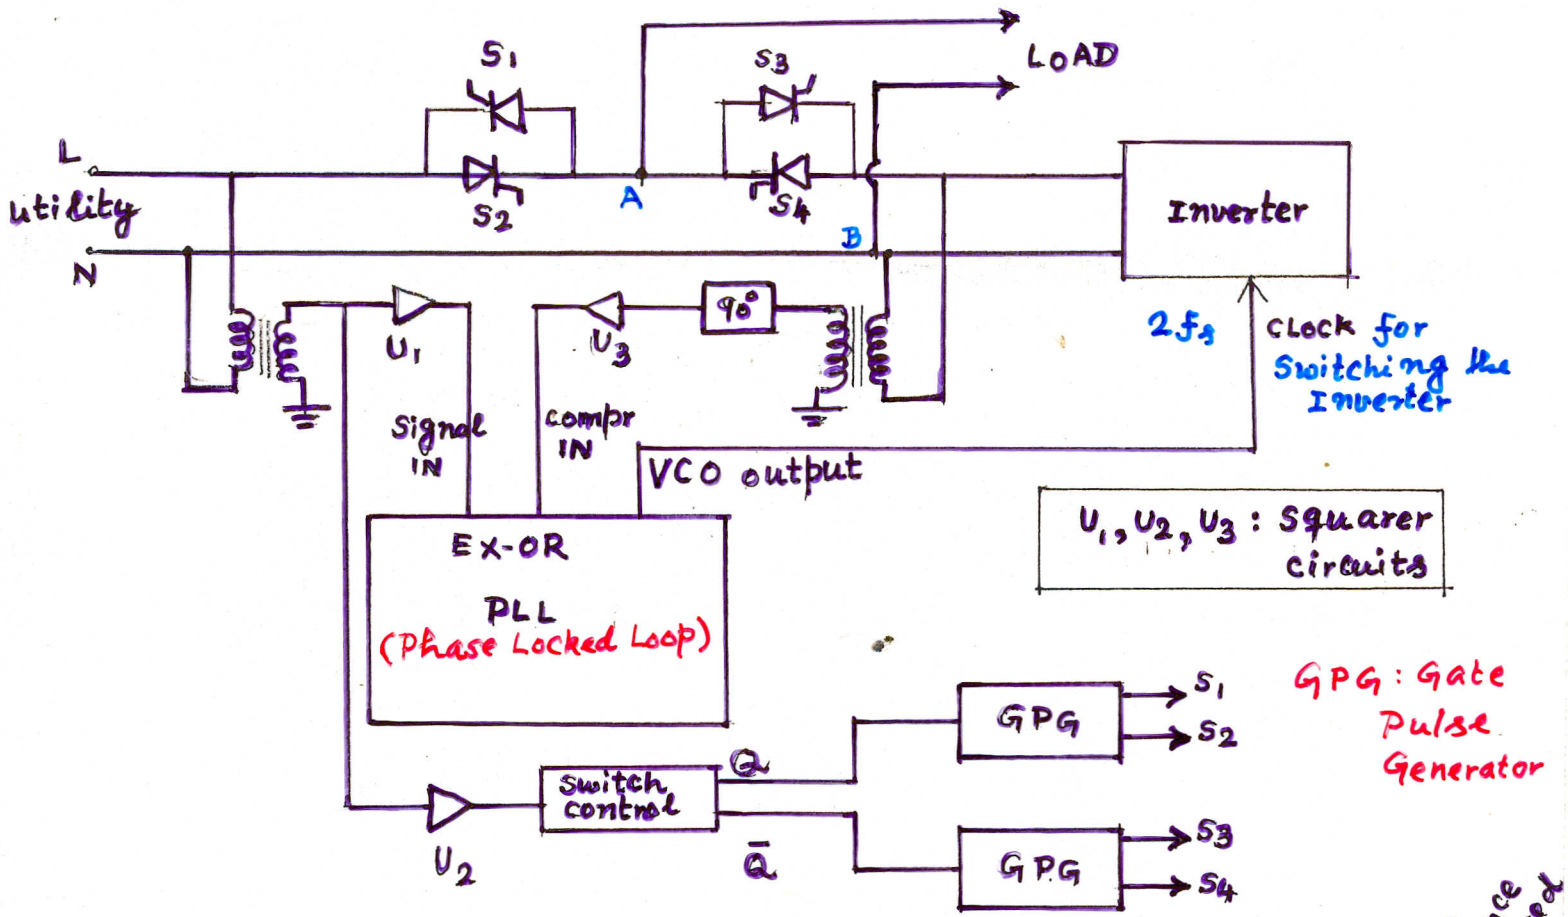 S1
S3
LOAD
L
Utility
N
S2
A
S4
B
Inverter
U1
U3
90°
2fs
CLOCK for
Switching the
Inverter
Signal
IN
Compr
IN
VCO output
EX-OR
PLL
(Phase Locked Loop)
U1, U2, U3 : Squarer
circuits
GPG
S1
S2
GPG : Gate
Pulse
Generator
Switch
control
Q
Q̄
U2
GPG
S3
S4